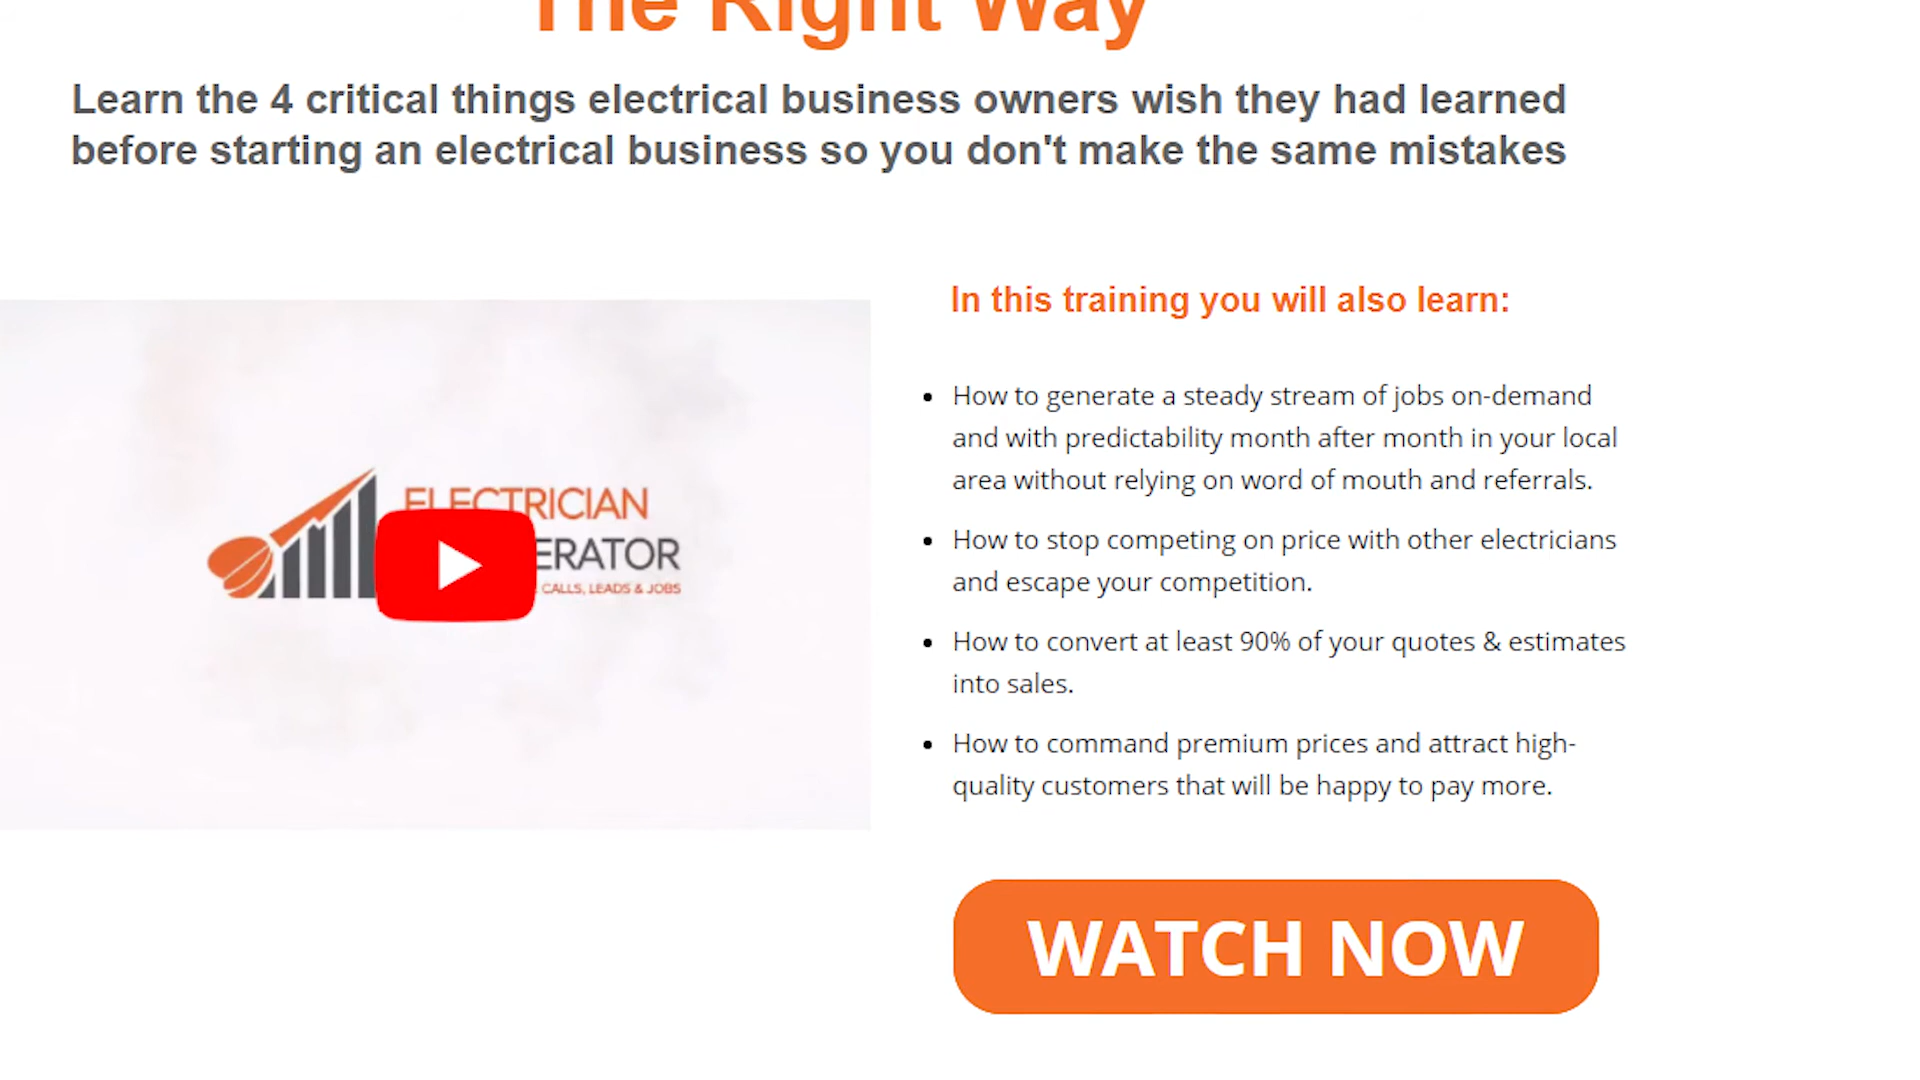 The Right Way
Learn the 4 critical things electrical business owners wish they had learned
before starting an electrical business so you don't make the same mistakes
In this training you will also learn:
• How to generate a steady stream of jobs on-demand
and with predictability month after month in your local
area without relying on word of mouth and referrals.
• How to stop competing on price with other electricians
and escape your competition.
• How to convert at least 90% of your quotes & estimates
into sales.
• How to command premium prices and attract high-
quality customers that will be happy to pay more.
ELECTRICIAN
ERATOR
CALLS, LEADS & JOBS
WATCH NOW